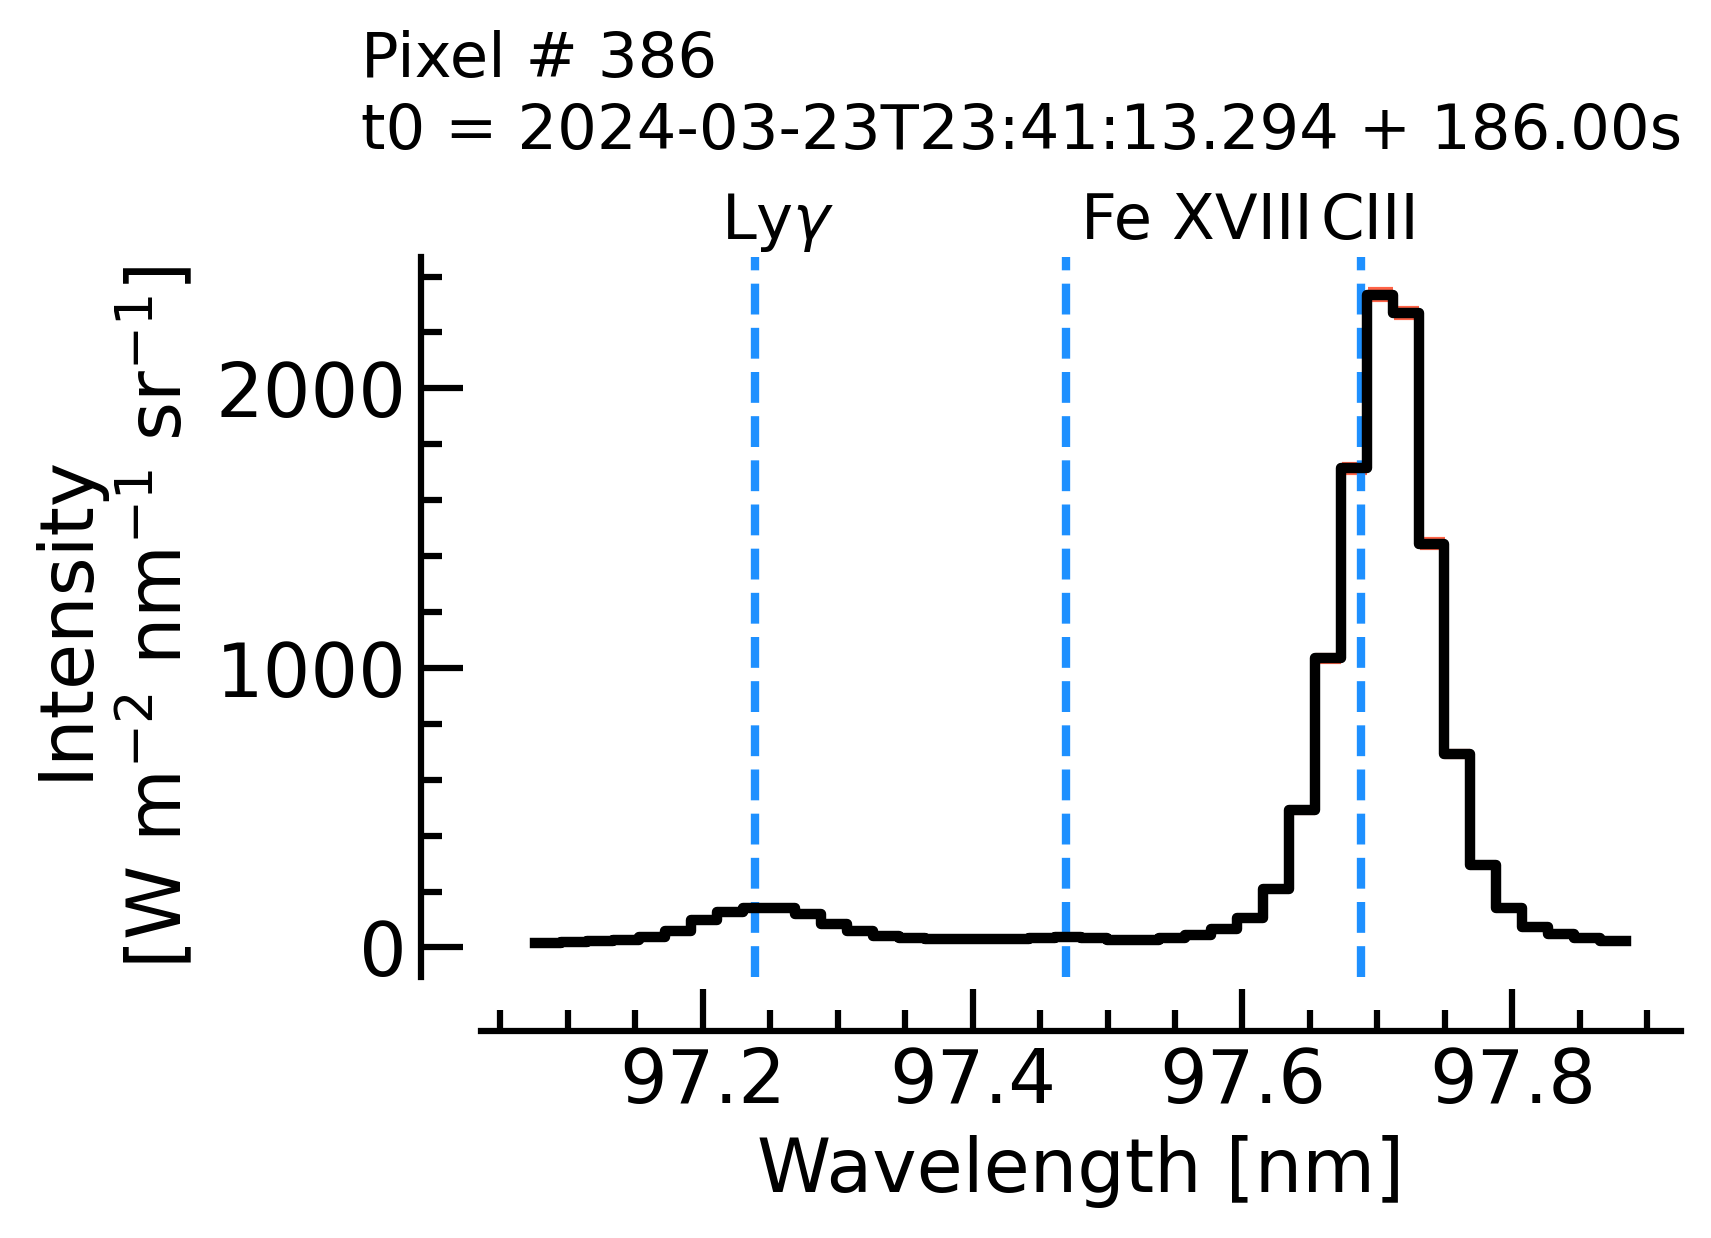 Pixel # 386
t0 = 2024-03-23T23:41:13.294 + 186.00s
Lyγ Fe XVIII CIII
Intensity
[W m⁻² nm⁻¹ sr⁻¹]
2000
1000
0
97.2 97.4 97.6 97.8
Wavelength [nm]